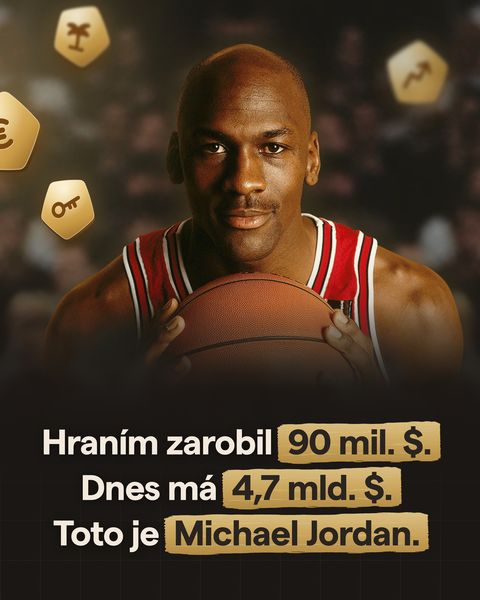 €
Hraním zarobil 90 mil. $.
Dnes má 4,7 mld. $.
Toto je Michael Jordan.